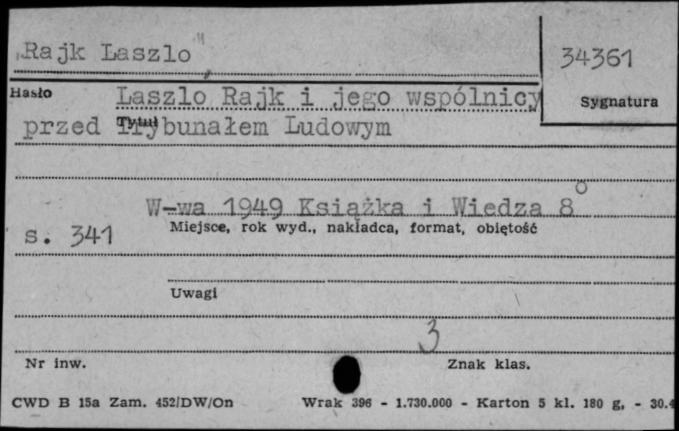 „Rajk Laszlo"
34361
Hasło
Laszlo Rajk i jego wspólnicy
Sygnatura
przed Trybunałem Ludowym
Tytuł
W-wa 1949 Książka i Wiedza 8°
s. 341
Miejsce, rok wyd., nakładca, format, objętość
Uwagi
3
Nr inw.
Znak klas.
CWD B 15a Zam. 452/DW/On Wrak 396 - 1.730.000 - Karton 5 kl. 180 g, - 30.4